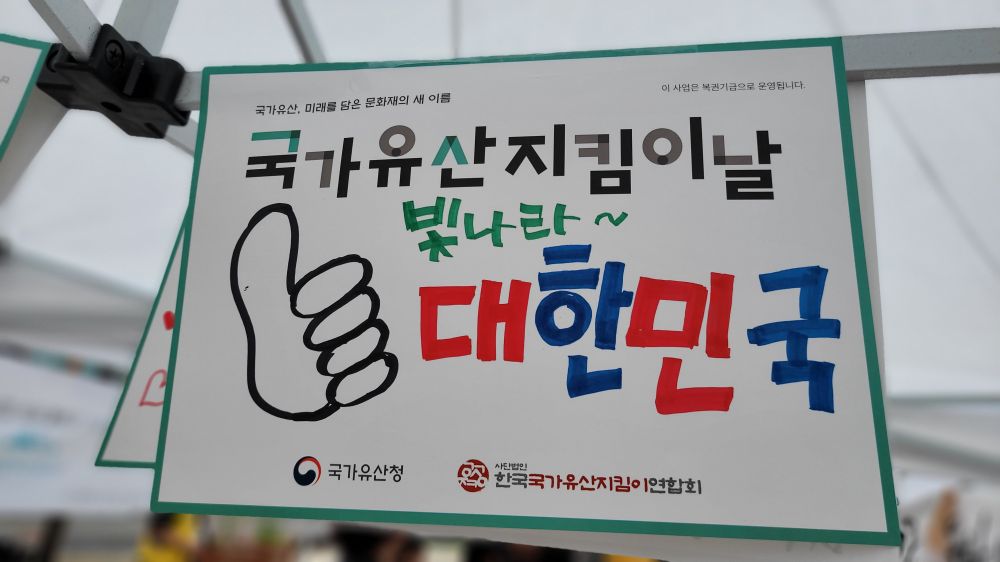 국가유산, 미래를 담은 문화재의 새 이름
이 사업은 복권기금으로 운영됩니다.
국가유산지킴이날
빛나라~
대한민국
국가유산청
사단법인
한국국가유산지킴이연합회